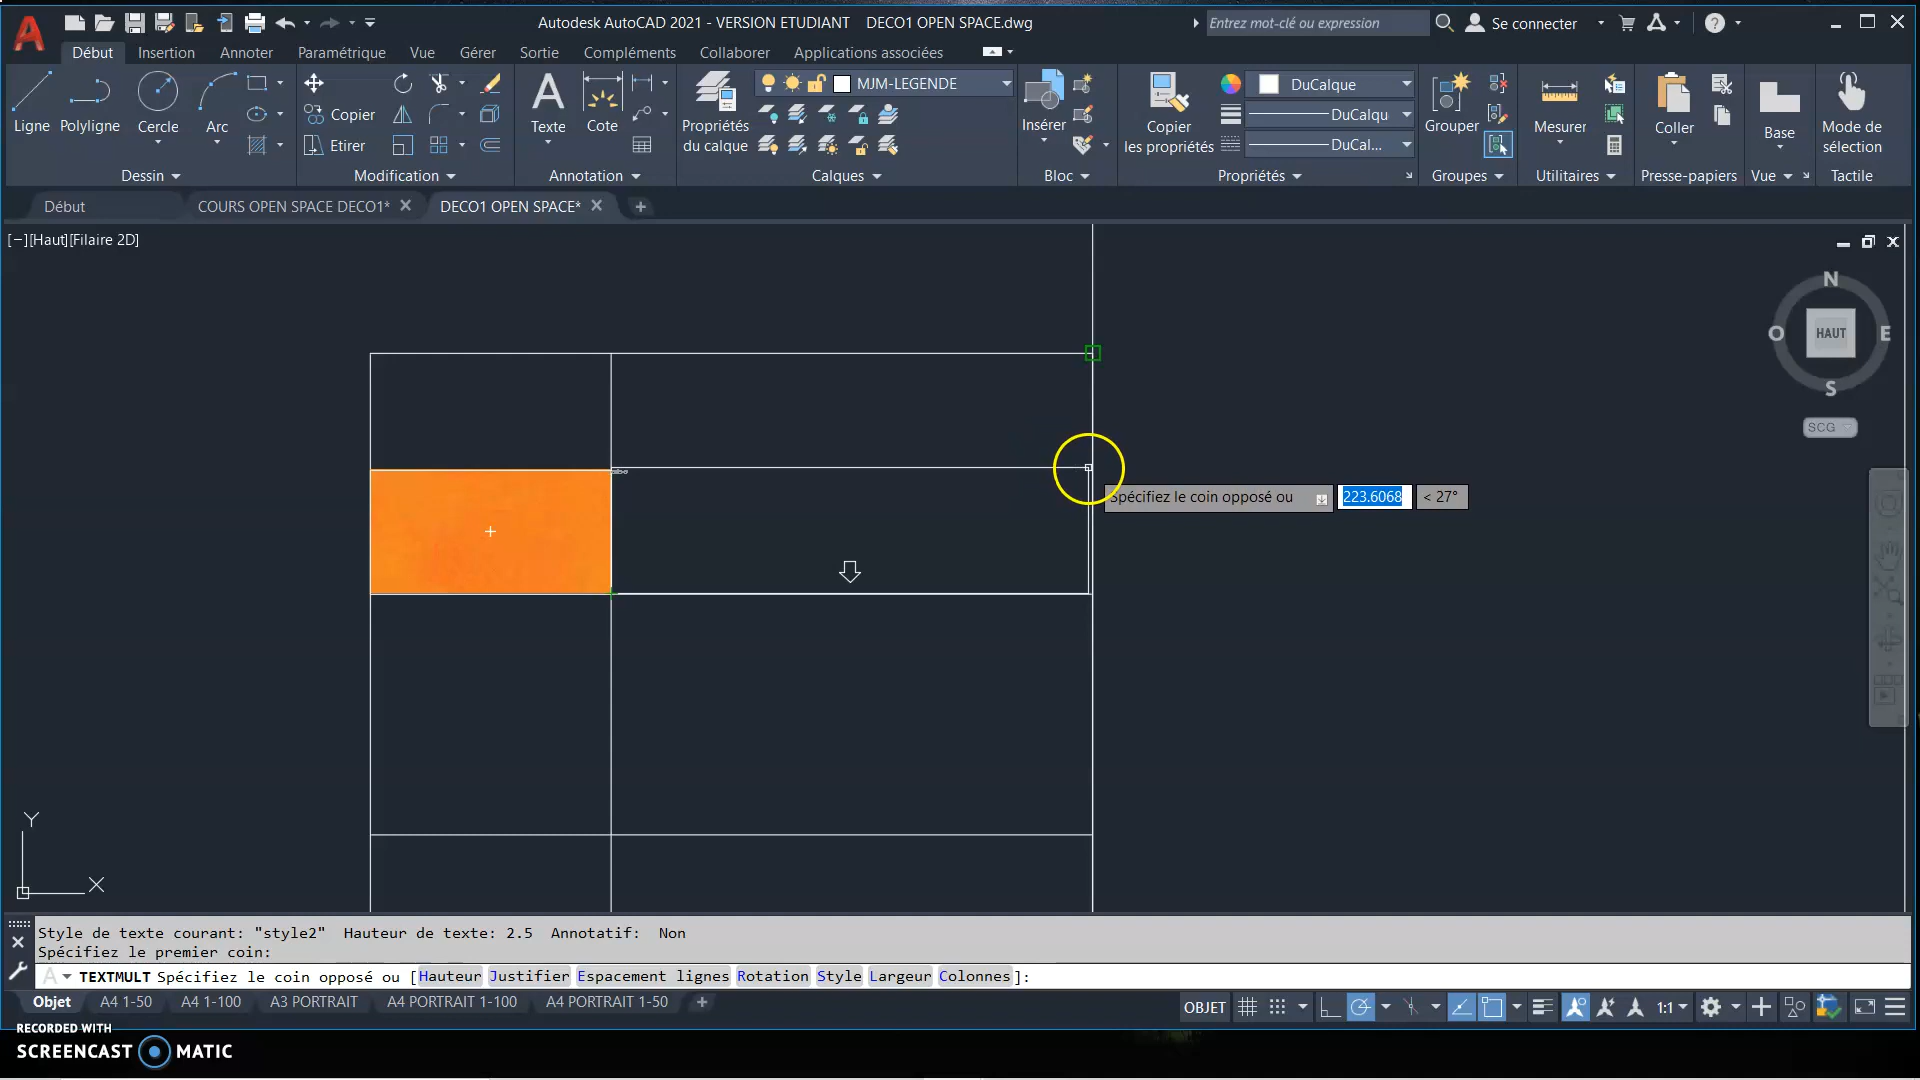 Autodesk AutoCAD 2021 - VERSION ETUDIANT DECO1 OPEN SPACE.dwg
Entrez mot-clé ou expression
Se connecter
Début Insertion Annoter Paramétrique Vue Gérer Sortie Compléments Collaborer Applications associées
Ligne Polyligne Cercle Arc
Copier
Etirer
Texte Cote
Propriétés
du calque
MJM-LEGENDE
Insérer
Copier
les propriétés
DuCalque
DuCalqu
DuCal...
Grouper
Mesurer
Coller
Base
Mode de
sélection
Dessin Modification Annotation Calques Bloc Propriétés Groupes Utilitaires Presse-papiers Vue Tactile
Début COURS OPEN SPACE DECO1* DECO1 OPEN SPACE*
[−][Haut][Filaire 2D]
N
O HAUT E
S
SCG
Spécifiez le coin opposé ou 223.6068 < 27°
Y
X
Style de texte courant: "style2" Hauteur de texte: 2.5 Annotatif: Non
Spécifiez le premier coin:
TEXTMULT Spécifiez le coin opposé ou [Hauteur Justifier Espacement lignes Rotation Style Largeur Colonnes]:
Objet A4 1-50 A4 1-100 A3 PORTRAIT A4 PORTRAIT 1-100 A4 PORTRAIT 1-50
OBJET 1:1
RECORDED WITH
SCREENCAST MATIC